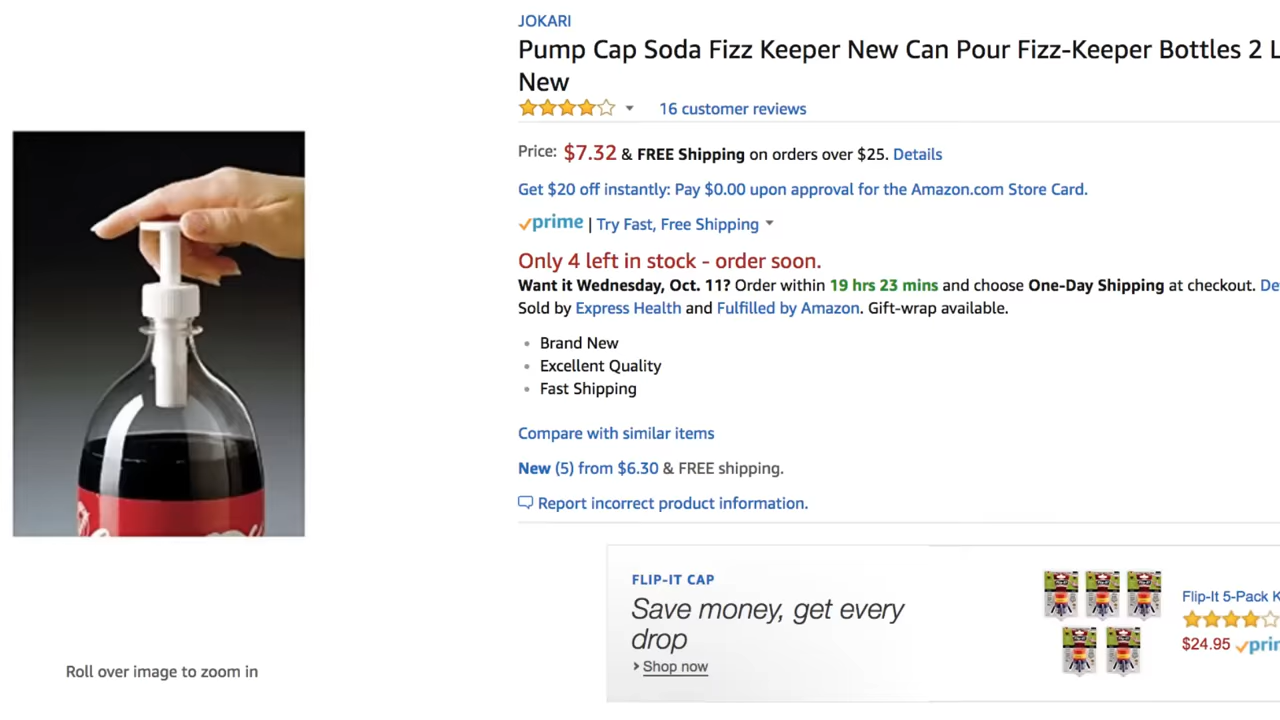 JOKARI
Pump Cap Soda Fizz Keeper New Can Pour Fizz-Keeper Bottles 2 L
New
16 customer reviews
Price: $7.32 & FREE Shipping on orders over $25. Details
Get $20 off instantly: Pay $0.00 upon approval for the Amazon.com Store Card.
prime | Try Fast, Free Shipping
Only 4 left in stock - order soon.
Want it Wednesday, Oct. 11? Order within 19 hrs 23 mins and choose One-Day Shipping at checkout. De
Sold by Express Health and Fulfilled by Amazon. Gift-wrap available.
• Brand New
• Excellent Quality
• Fast Shipping
Compare with similar items
New (5) from $6.30 & FREE shipping.
Report incorrect product information.
FLIP-IT CAP
Save money, get every
drop
› Shop now
Flip-It 5-Pack K
$24.95 prim
Roll over image to zoom in